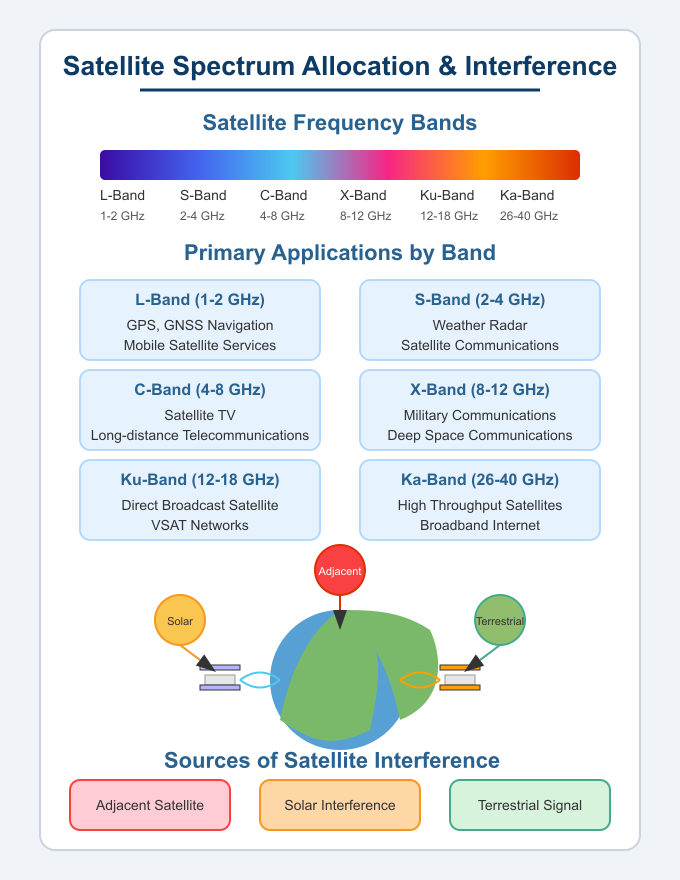 Satellite Spectrum Allocation & Interference
Satellite Frequency Bands
L-Band S-Band C-Band X-Band Ku-Band Ka-Band
1-2 GHz 2-4 GHz 4-8 GHz 8-12 GHz 12-18 GHz 26-40 GHz
Primary Applications by Band
L-Band (1-2 GHz)
GPS, GNSS Navigation
Mobile Satellite Services
S-Band (2-4 GHz)
Weather Radar
Satellite Communications
C-Band (4-8 GHz)
Satellite TV
Long-distance Telecommunications
X-Band (8-12 GHz)
Military Communications
Deep Space Communications
Ku-Band (12-18 GHz)
Direct Broadcast Satellite
VSAT Networks
Ka-Band (26-40 GHz)
High Throughput Satellites
Broadband Internet
Adjacent
Solar
Terrestrial
Sources of Satellite Interference
Adjacent Satellite
Solar Interference
Terrestrial Signal